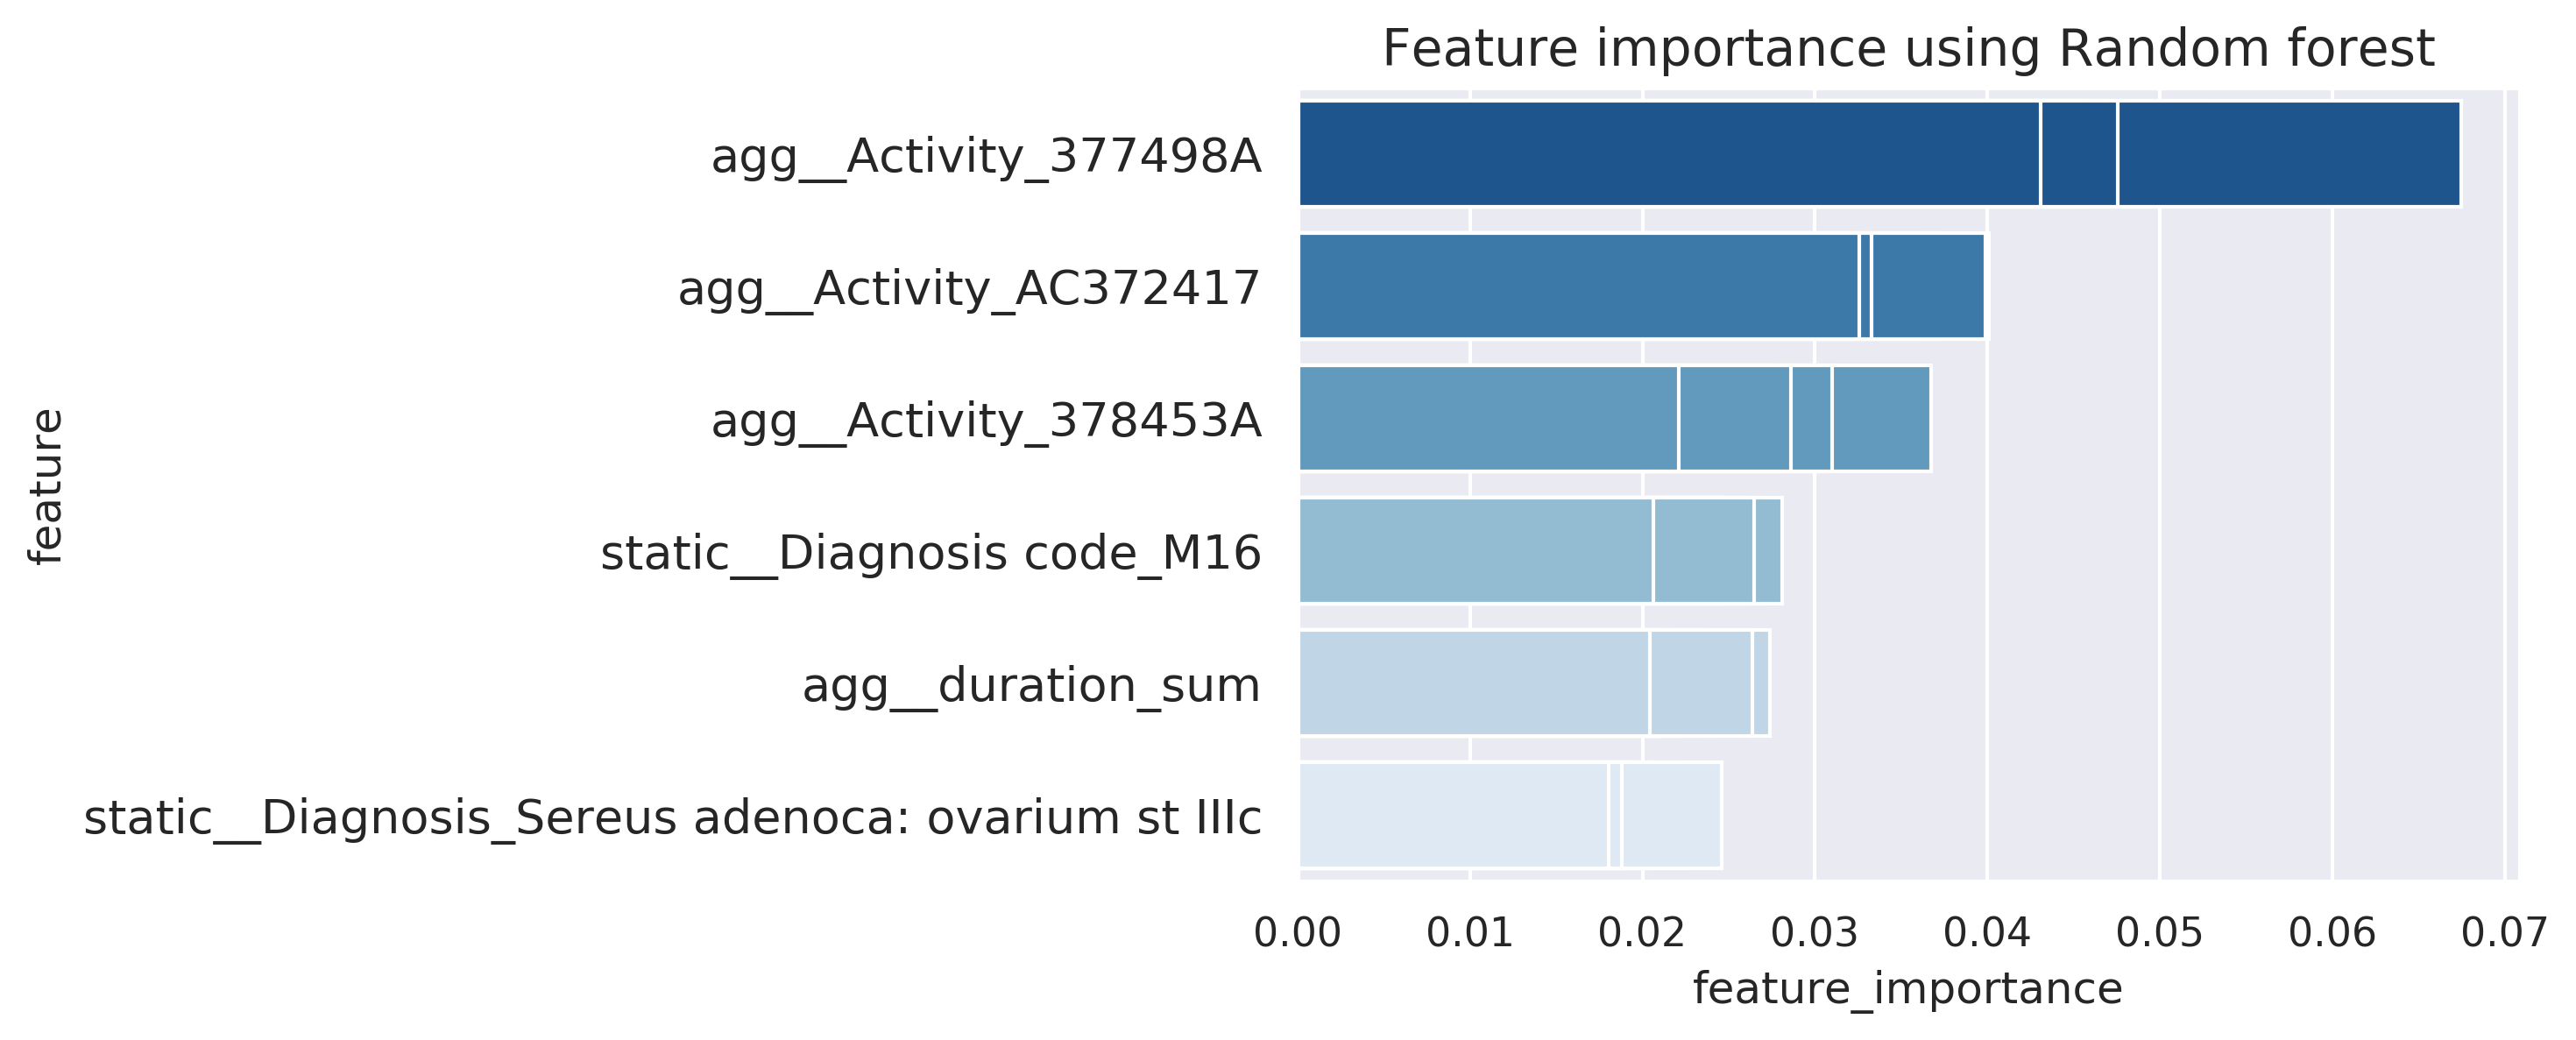 Feature importance using Random forest
agg__Activity_377498A
agg__Activity_AC372417
agg__Activity_378453A
static__Diagnosis code_M16
agg__duration_sum
static__Diagnosis_Sereus adenoca: ovarium st IIIc
feature
0.00 0.01 0.02 0.03 0.04 0.05 0.06 0.07
feature_importance